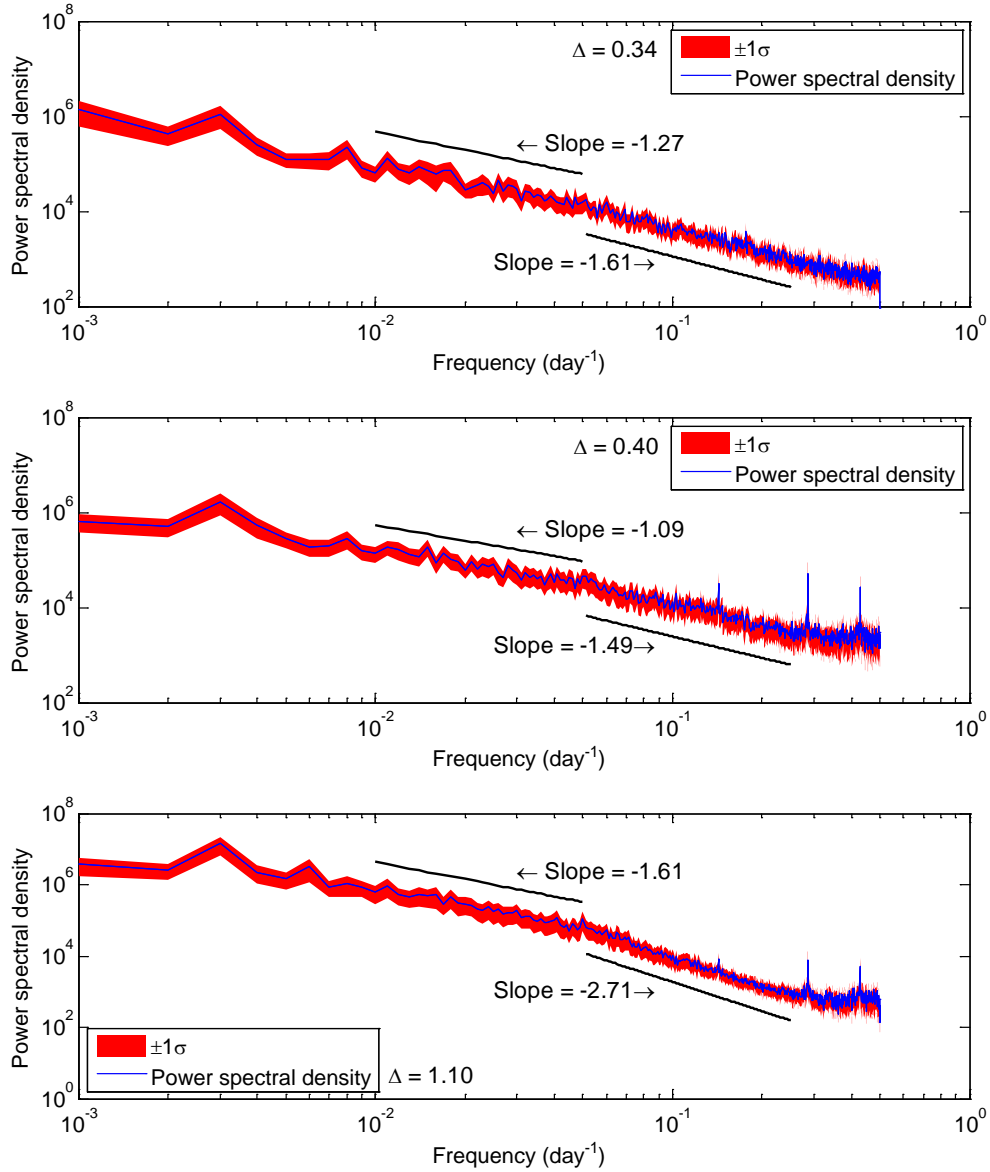 10^8
Δ = 0.34
±1σ
Power spectral density
10^6
← Slope = -1.27
Power spectral density
10^4
Slope = -1.61→
10^2
10^-3 10^-2 10^-1 10^0
Frequency (day^-1)
10^8
Δ = 0.40
±1σ
Power spectral density
10^6
← Slope = -1.09
Power spectral density
10^4
Slope = -1.49→
10^2
10^-3 10^-2 10^-1 10^0
Frequency (day^-1)
10^8
10^6
← Slope = -1.61
Power spectral density
10^4
Slope = -2.71→
10^2
±1σ
Power spectral density
Δ = 1.10
10^0
10^-3 10^-2 10^-1 10^0
Frequency (day^-1)